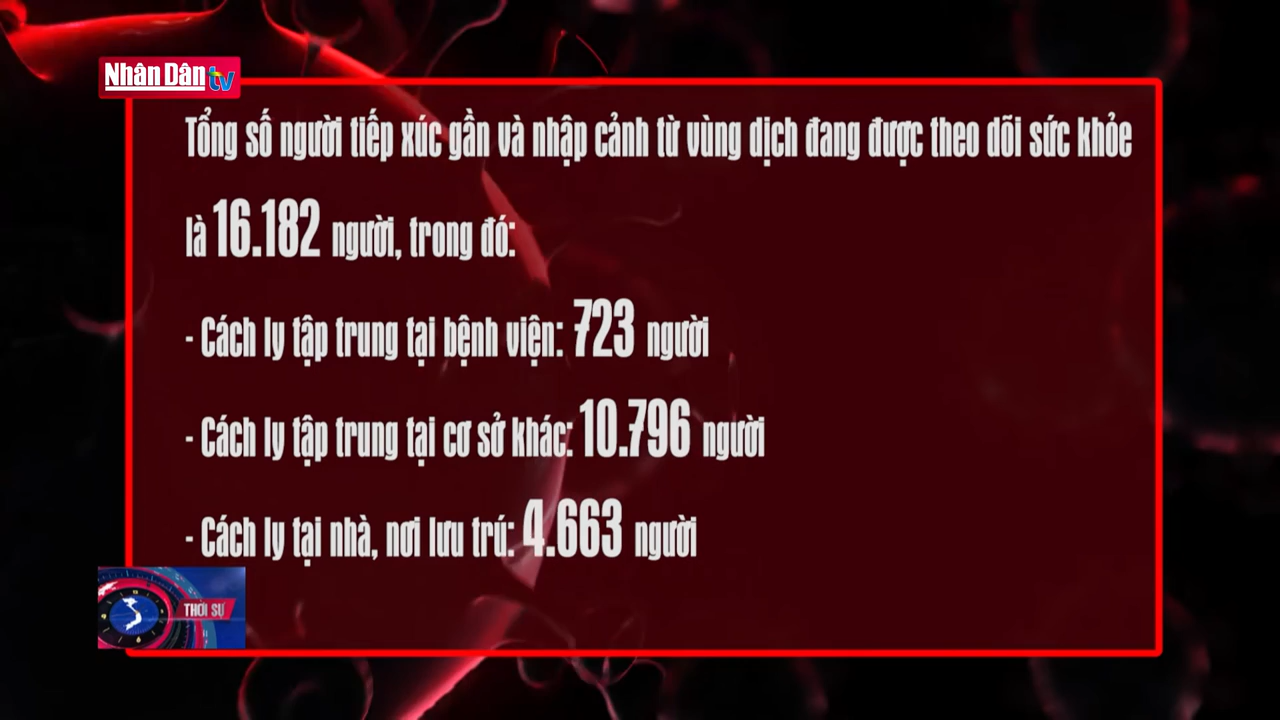 Nhân Dân tv
Tổng số người tiếp xúc gần và nhập cảnh từ vùng dịch đang được theo dõi sức khỏe
là 16.182 người, trong đó:
- Cách ly tập trung tại bệnh viện: 723 người
- Cách ly tập trung tại cơ sở khác: 10.796 người
- Cách ly tại nhà, nơi lưu trú: 4.663 người
THỜI SỰ